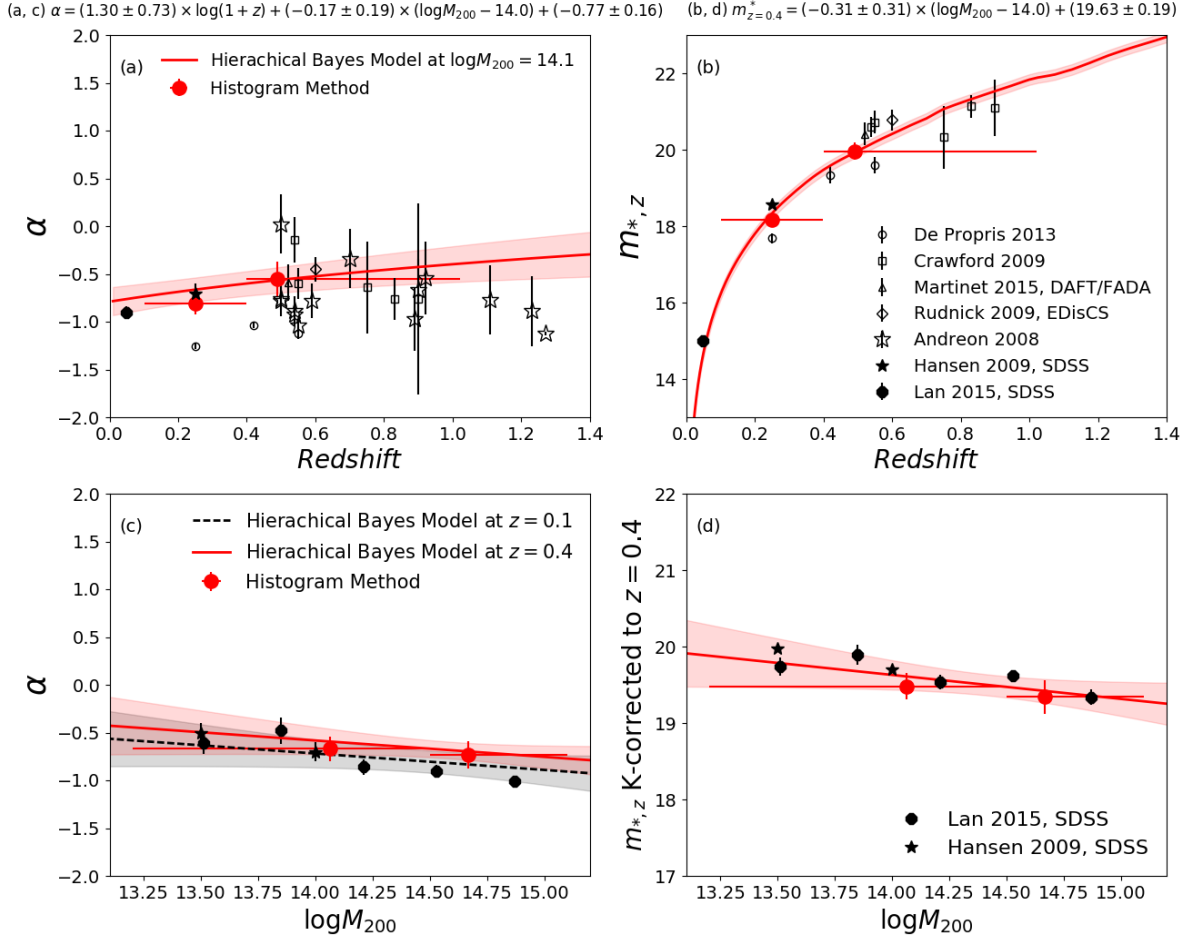 (a, c) α = (1.30 ± 0.73) × log(1 + z) + (−0.17 ± 0.19) × (logM₂₀₀ − 14.0) + (−0.77 ± 0.16)
(b, d) m*_{z=0.4} = (−0.31 ± 0.31) × (logM₂₀₀ − 14.0) + (19.63 ± 0.19)
(a)
Hierachical Bayes Model at logM₂₀₀ = 14.1
Histogram Method
2.0
1.5
1.0
0.5
0.0
−0.5
−1.0
−1.5
−2.0
α
0.0 0.2 0.4 0.6 0.8 1.0 1.2 1.4
Redshift
(b)
22
20
18
16
14
m_{*,z}
De Propris 2013
Crawford 2009
Martinet 2015, DAFT/FADA
Rudnick 2009, EDisCS
Andreon 2008
Hansen 2009, SDSS
Lan 2015, SDSS
0.0 0.2 0.4 0.6 0.8 1.0 1.2 1.4
Redshift
(c)
Hierachical Bayes Model at z = 0.1
Hierachical Bayes Model at z = 0.4
Histogram Method
2.0
1.5
1.0
0.5
0.0
−0.5
−1.0
−1.5
−2.0
α
13.25 13.50 13.75 14.00 14.25 14.50 14.75 15.00
logM₂₀₀
(d)
22
21
20
19
18
17
m_{*,z} K-corrected to z = 0.4
Lan 2015, SDSS
Hansen 2009, SDSS
13.25 13.50 13.75 14.00 14.25 14.50 14.75 15.00
logM₂₀₀